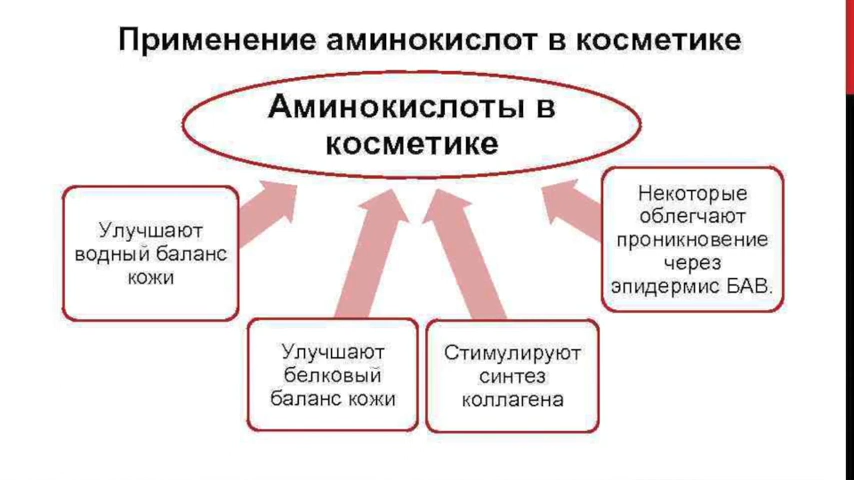 Применение аминокислот в косметике
Аминокислоты в
косметике
Улучшают
водный баланс
кожи
Улучшают
белковый
баланс кожи
Стимулируют
синтез
коллагена
Некоторые
облегчают
проникновение
через
эпидермис БАВ.